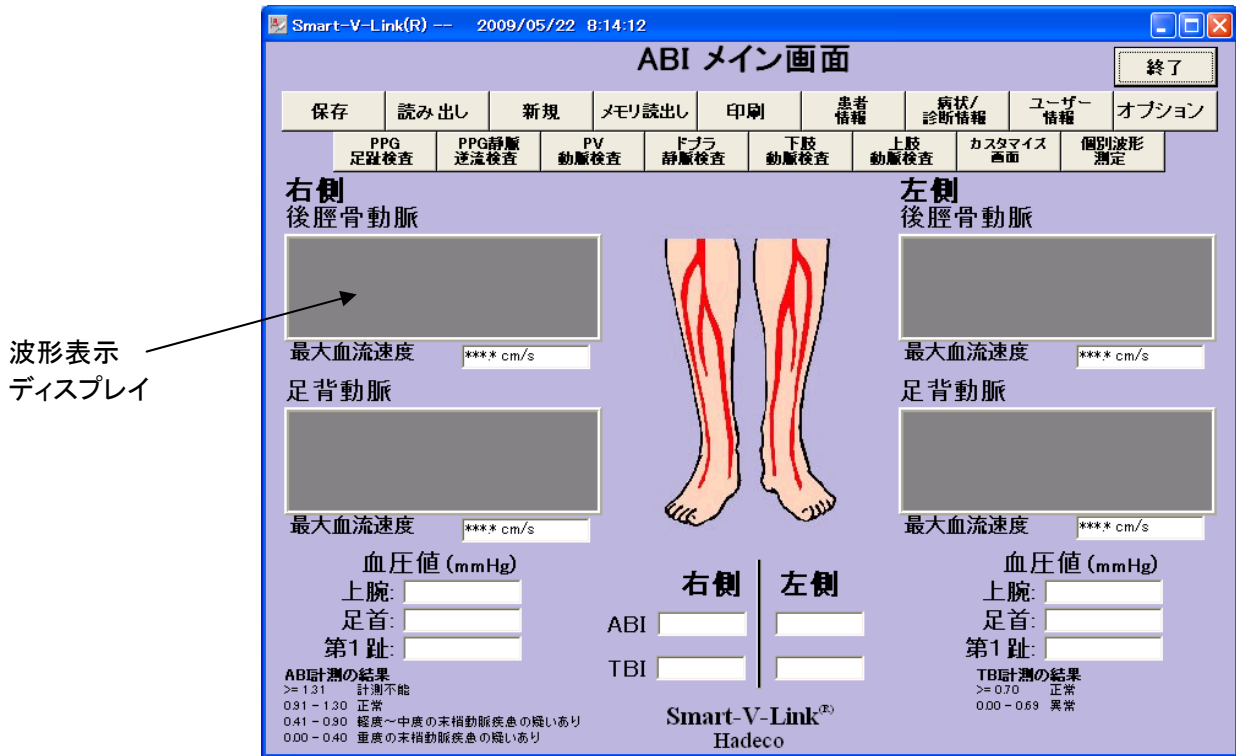 Smart-V-Link(R) -- 2009/05/22 8:14:12
ABI メイン画面
終了
保存 読み出し 新規 メモリ読出し 印刷 患者情報 病状/診断情報 ユーザー情報 オプション
PPG足趾検査 PPG静脈逆流検査 PV動脈検査 ドプラ静脈検査 下肢動脈検査 上肢動脈検査 カスタマイズ画面 個別波形測定
右側 左側
後脛骨動脈 後脛骨動脈
波形表示
ディスプレイ
最大血流速度 ***.* cm/s 最大血流速度 ***.* cm/s
足背動脈 足背動脈
最大血流速度 ***.* cm/s 最大血流速度 ***.* cm/s
血圧値(mmHg) 血圧値(mmHg)
上腕: 右側 左側 上腕:
足首: ABI 足首:
第1趾: TBI 第1趾:
ABI計測の結果 TBI計測の結果
>= 1.31 計測不能 >= 0.70 正常
0.91 - 1.30 正常 0.00 - 0.69 異常
0.41 - 0.90 軽度～中度の末梢動脈疾患の疑いあり
0.00 - 0.40 重度の末梢動脈疾患の疑いあり
Smart-V-Link(R)
Hadeco